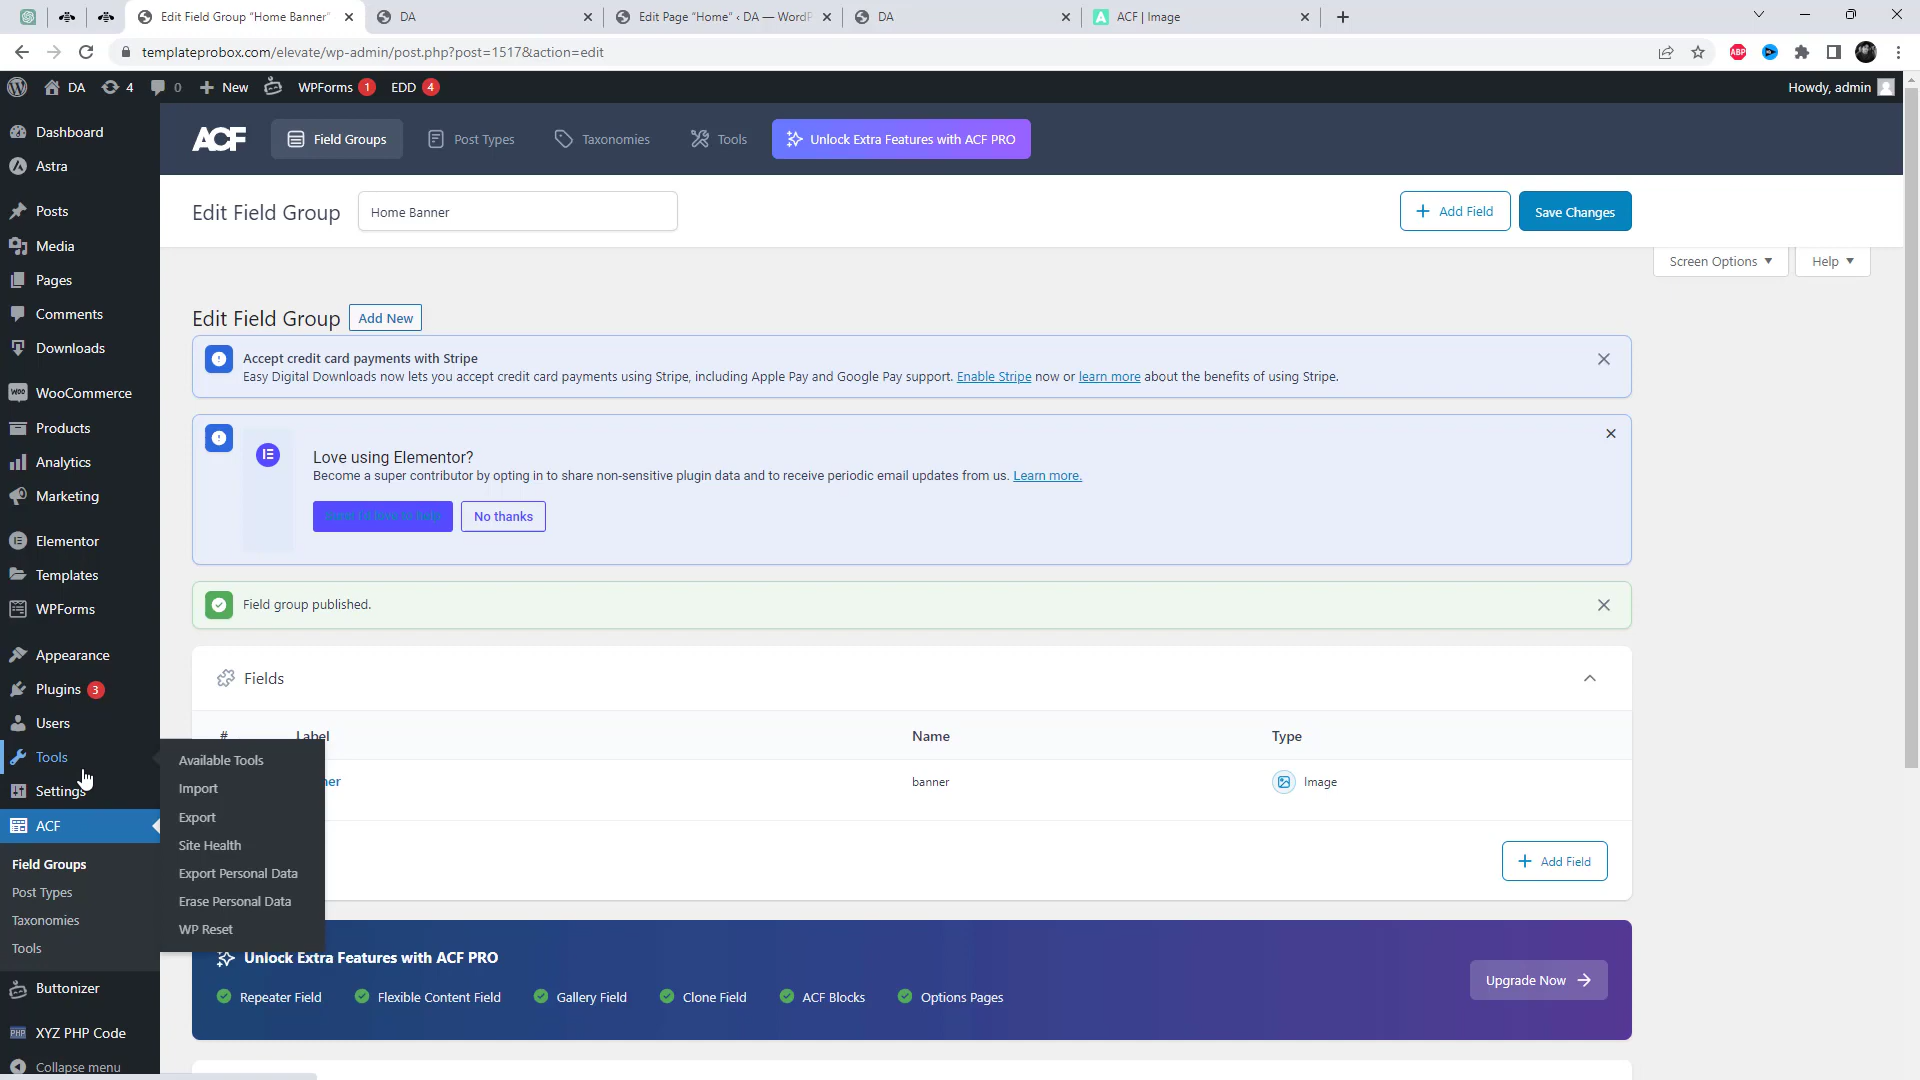 Edit Field Group "Home Banner"
DA
Edit Page "Home" ‹ DA — WordP
DA
ACF | Image
templateprobox.com/elevate/wp-admin/post.php?post=1517&action=edit
ABP
DA
4
0
New
WPForms 1
EDD 4
Howdy, admin
Dashboard
Astra
Posts
Media
Pages
Comments
Downloads
WooCommerce
Products
Analytics
Marketing
Elementor
Templates
WPForms
Appearance
Plugins 3
Users
Tools
Settings
ACF
Field Groups
Post Types
Taxonomies
Tools
Buttonizer
PHP XYZ PHP Code
Collapse menu
Available Tools
Import
Export
Site Health
Export Personal Data
Erase Personal Data
WP Reset
ACF
Field Groups
Post Types
Taxonomies
Tools
Unlock Extra Features with ACF PRO
Edit Field Group
Home Banner
Add Field
Save Changes
Screen Options
Help
Edit Field Group
Add New
Accept credit card payments with Stripe
Easy Digital Downloads now lets you accept credit card payments using Stripe, including Apple Pay and Google Pay support. Enable Stripe now or learn more about the benefits of using Stripe.
Love using Elementor?
Become a super contributor by opting in to share non-sensitive plugin data and to receive periodic email updates from us. Learn more.
No thanks
Field group published.
Fields
#
Label
Name
Type
ner
banner
Image
Add Field
Unlock Extra Features with ACF PRO
Repeater Field
Flexible Content Field
Gallery Field
Clone Field
ACF Blocks
Options Pages
Upgrade Now